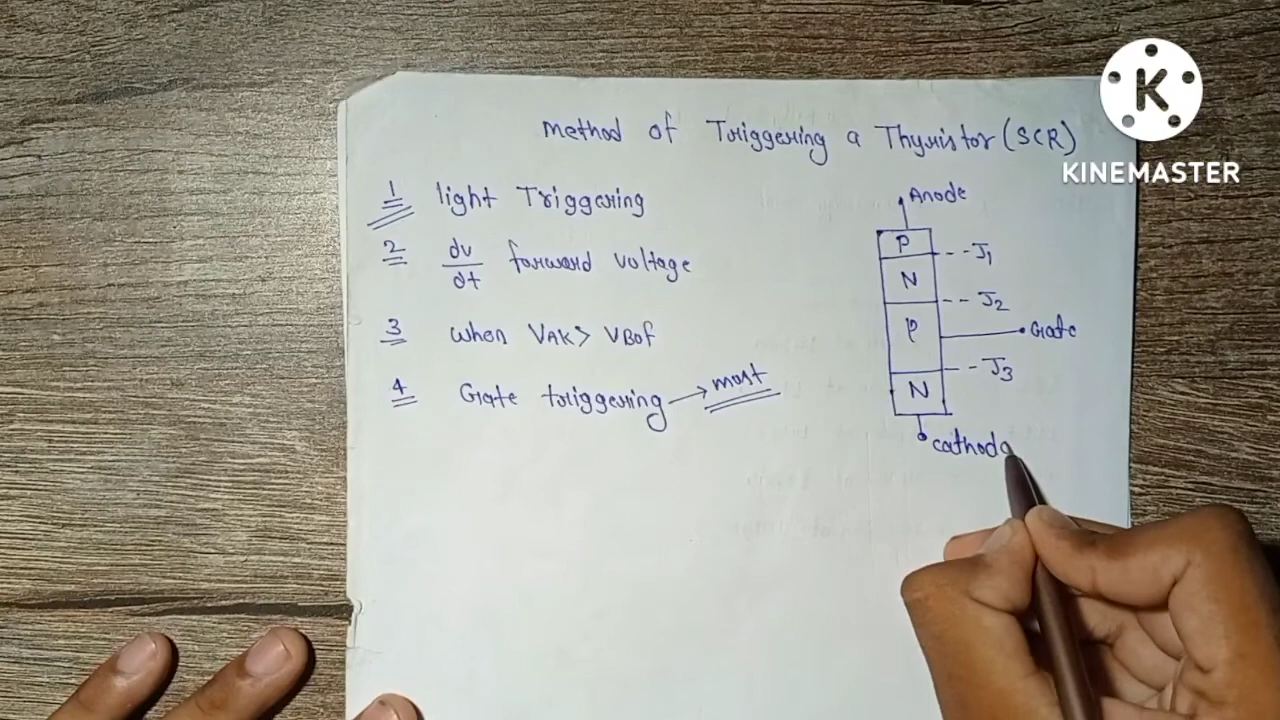 Method of Triggering a Thyristor (SCR)
1 light Triggering
2 dv/dt forward voltage
3 when VAK > VBof
4 Gate triggering → most
Anode
P
J1
N
J2
P
Gate
J3
N
cathode
K
KINEMASTER